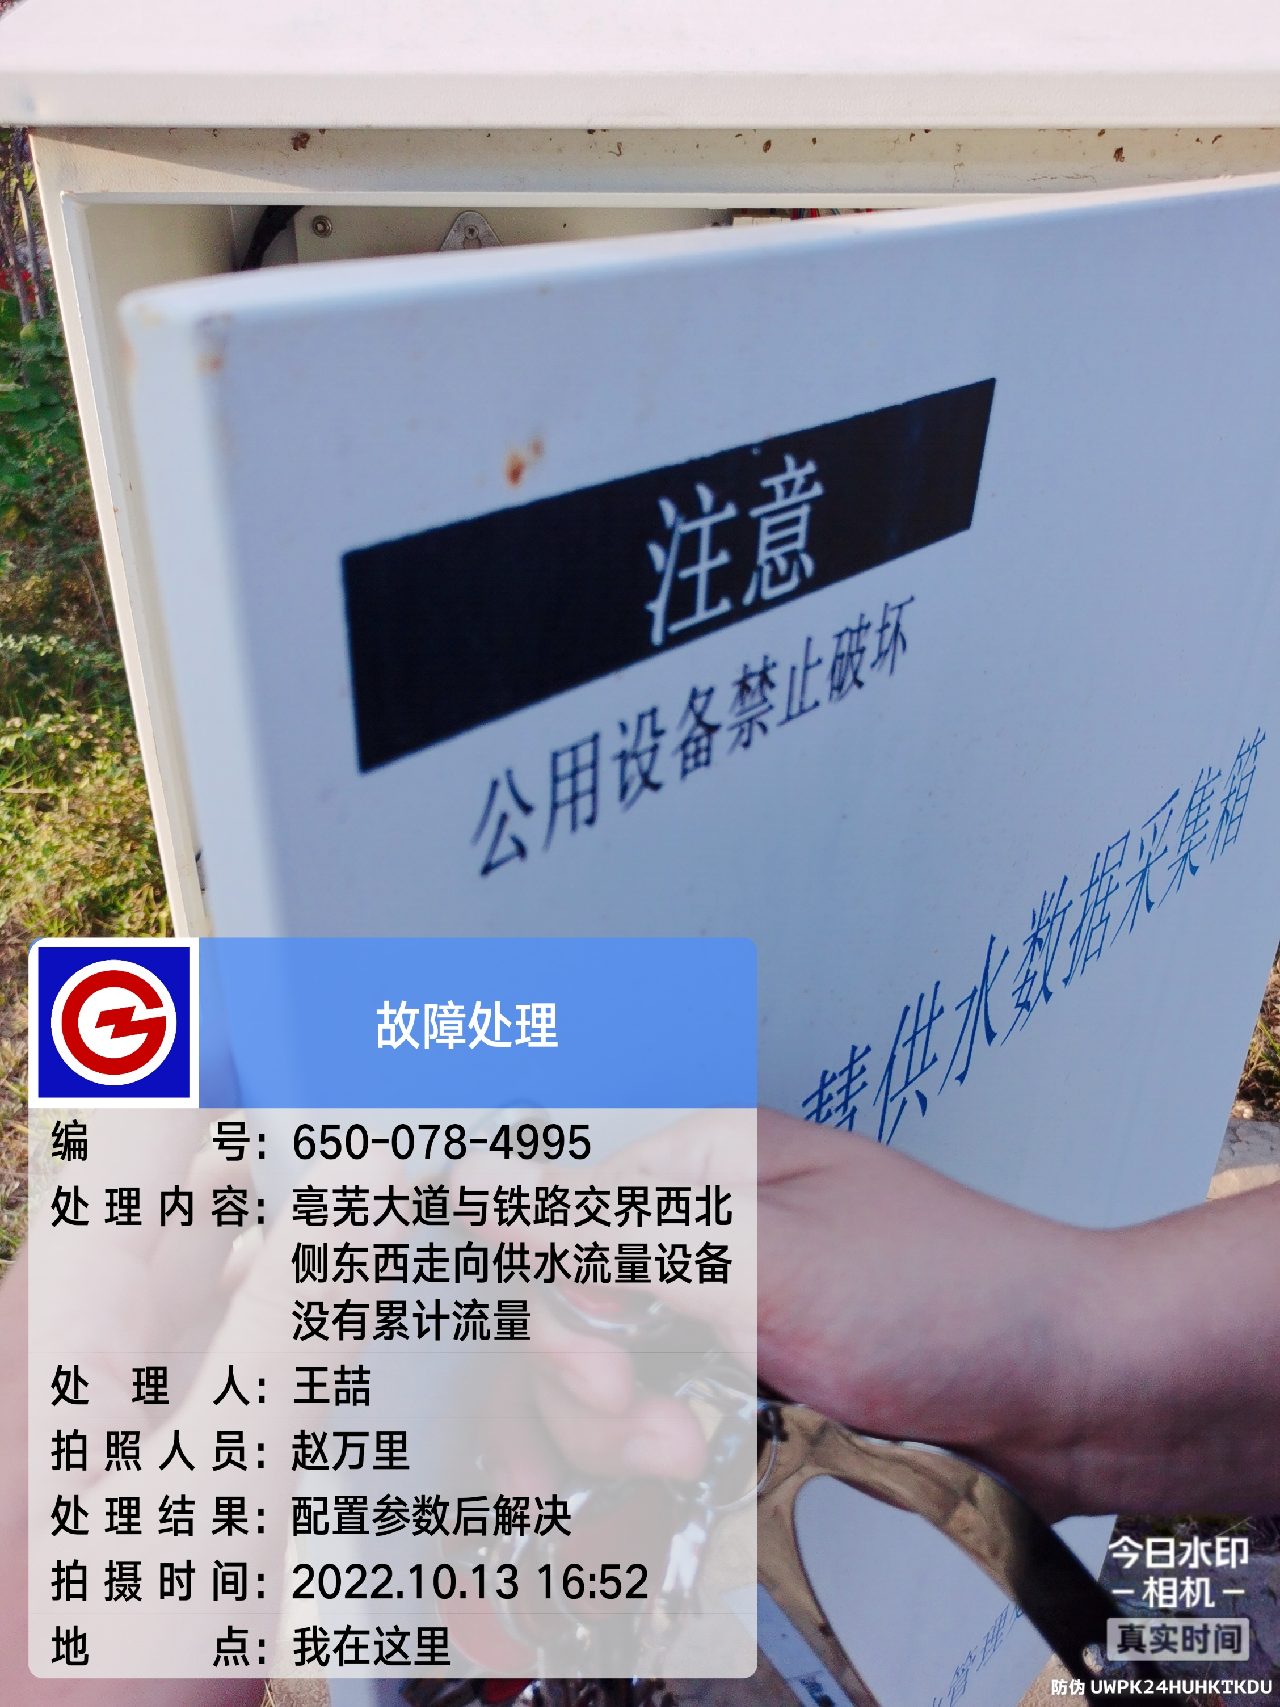 注意
公用设备禁止破坏
慧供水数据采集箱
故障处理
编号：650-078-4995
处理内容：亳芜大道与铁路交界西北
侧东西走向供水流量设备
没有累计流量
处理人：王喆
拍照人员：赵万里
处理结果：配置参数后解决
拍摄时间：2022.10.13 16:52
地点：我在这里
今日水印
相机
真实时间
管理
防伪 UWPK24HUHKTKDU